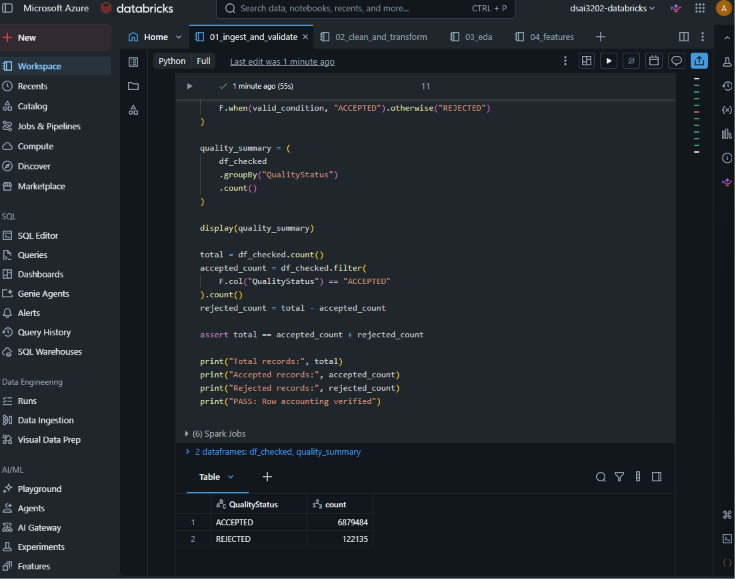 Microsoft Azure
databricks
Search data, notebooks, recents, and more...
CTRL + P
dsai3202-databricks
A
New
Workspace
Recents
Catalog
Jobs & Pipelines
Compute
Discover
Marketplace
SQL
SQL Editor
Queries
Dashboards
Genie Agents
Alerts
Query History
SQL Warehouses
Data Engineering
Runs
Data Ingestion
Visual Data Prep
AI/ML
Playground
Agents
AI Gateway
Experiments
Features
Home
01_ingest_and_validate
02_clean_and_transform
03_eda
04_features
Python
Full
Last edit was 1 minute ago
1 minute ago (55s)
11
F.when(valid_condition, "ACCEPTED").otherwise("REJECTED")
)
quality_summary = (
df_checked
.groupBy("QualityStatus")
.count()
)
display(quality_summary)
total = df_checked.count()
accepted_count = df_checked.filter(
F.col("QualityStatus") == "ACCEPTED"
).count()
rejected_count = total - accepted_count
assert total == accepted_count + rejected_count
print("Total records:", total)
print("Accepted records:", accepted_count)
print("Rejected records:", rejected_count)
print("PASS: Row accounting verified")
(6) Spark Jobs
2 dataframes: df_checked, quality_summary
Table
QualityStatus
count
1 ACCEPTED 6879484
2 REJECTED 122135